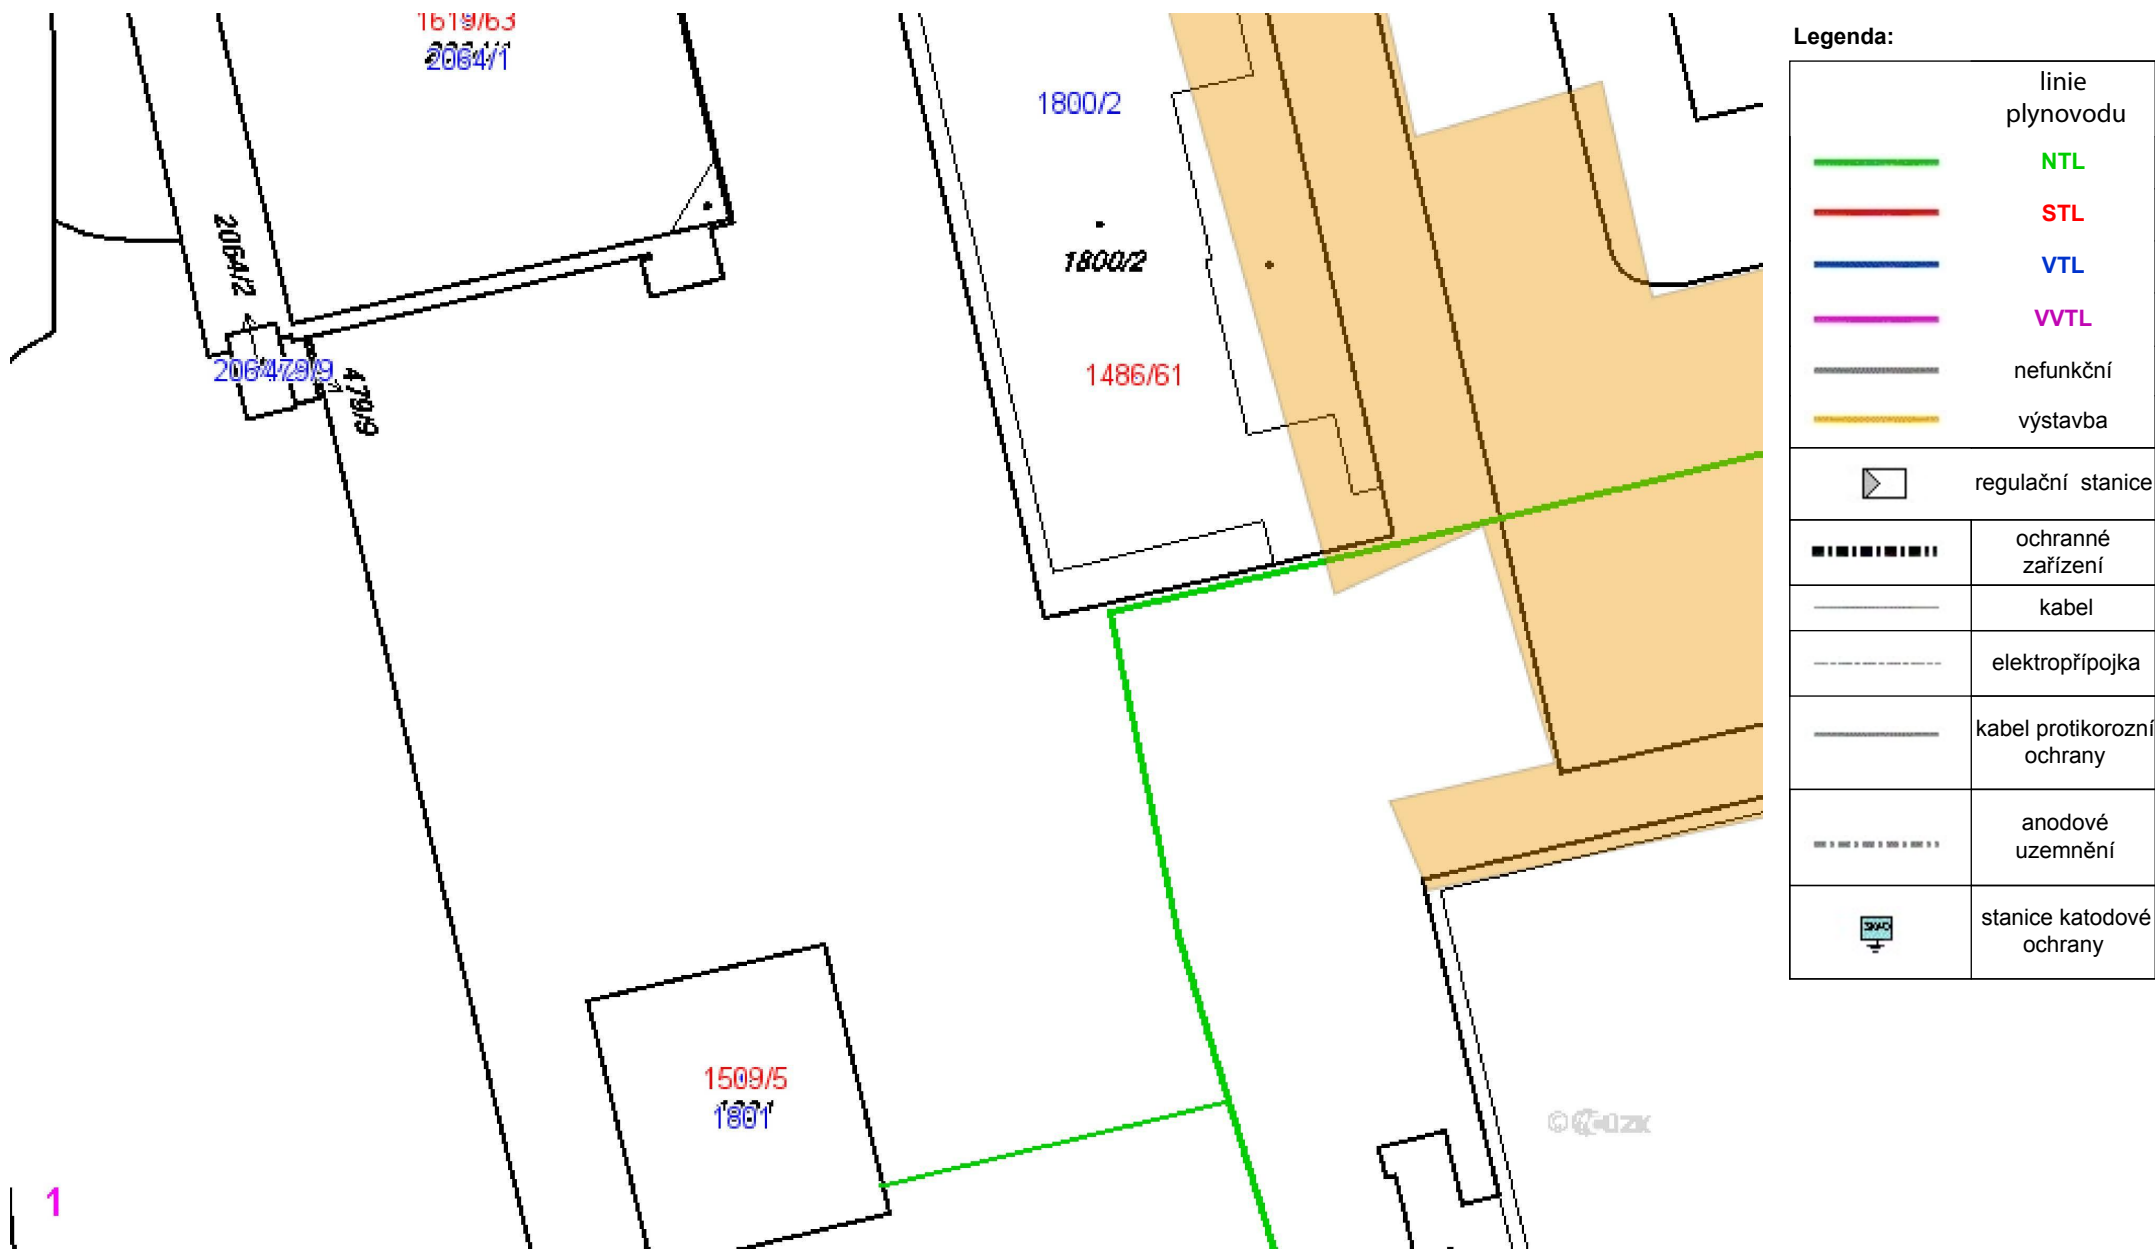 1619/63
2064/1
1800/2
1800/2
1486/61
2064/2
479/9
479/9
1509/5
1801
1
Legenda:
linie
plynovodu
NTL
STL
VTL
VVTL
nefunkční
výstavba
regulační stanice
ochranné
zařízení
kabel
elektropřípojka
kabel protikorozní
ochrany
anodové
uzemnění
stanice katodové
ochrany